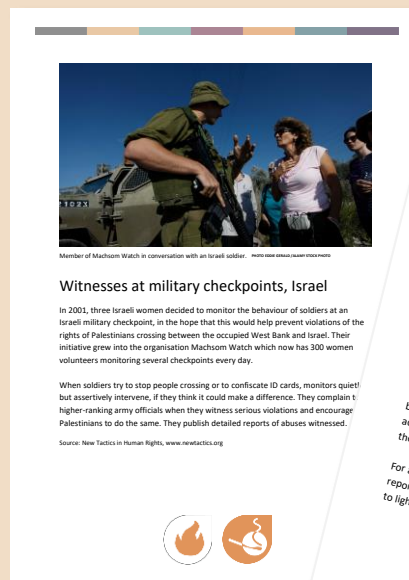 11023
Member of Machsom Watch in conversation with an Israeli soldier. PHOTO EDDIE GERALD/ALAMY STOCK PHOTO
Witnesses at military checkpoints, Israel
In 2001, three Israeli women decided to monitor the behaviour of soldiers at an
Israeli military checkpoint, in the hope that this would help prevent violations of the
rights of Palestinians crossing between the occupied West Bank and Israel. Their
initiative grew into the organisation Machsom Watch which now has 300 women
volunteers monitoring several checkpoints every day.
When soldiers try to stop people crossing or to confiscate ID cards, monitors quietl
but assertively intervene, if they think it could make a difference. They complain t
higher-ranking army officials when they witness serious violations and encourage
Palestinians to do the same. They publish detailed reports of abuses witnessed.
Source: New Tactics in Human Rights, www.newtactics.org
b
ac
the
For
repor
to ligh